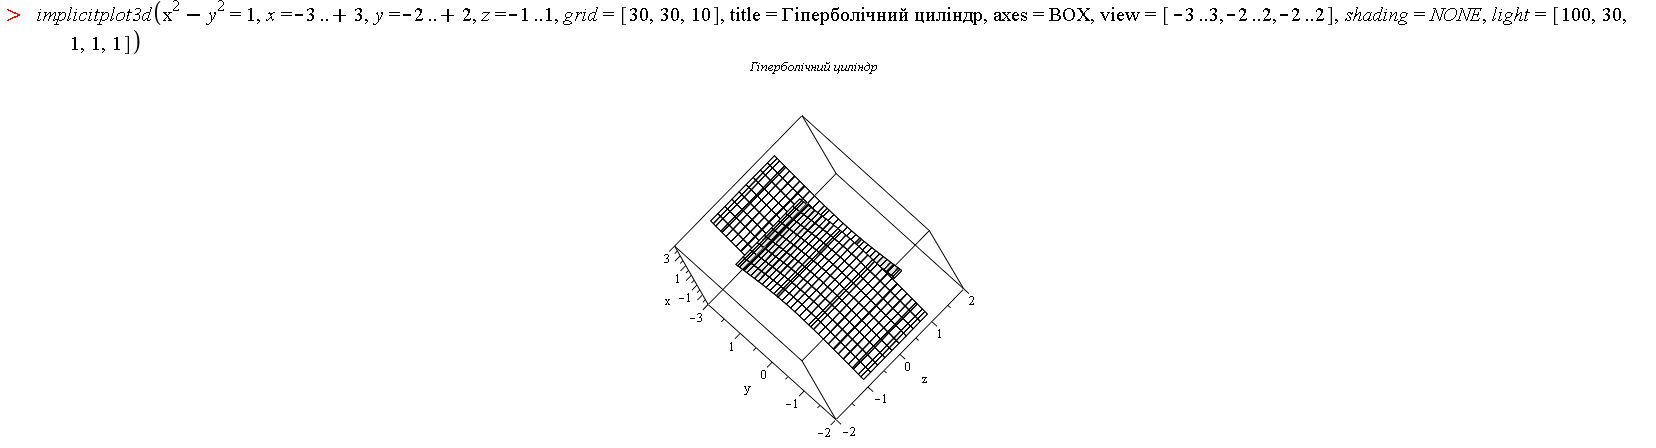 > implicitplot3d(x² − y² = 1, x = −3 .. + 3, y = −2 .. + 2, z = −1 ..1, grid = [30, 30, 10], title = Гіперболічний циліндр, axes = BOX, view = [ −3 ..3, −2 ..2, −2 ..2], shading = NONE, light = [100, 30,
1, 1, 1])
Гіперболічний циліндр
3
1
x −1
−3
1
0
y
−1
−2
−2
−1
0
z
1
2